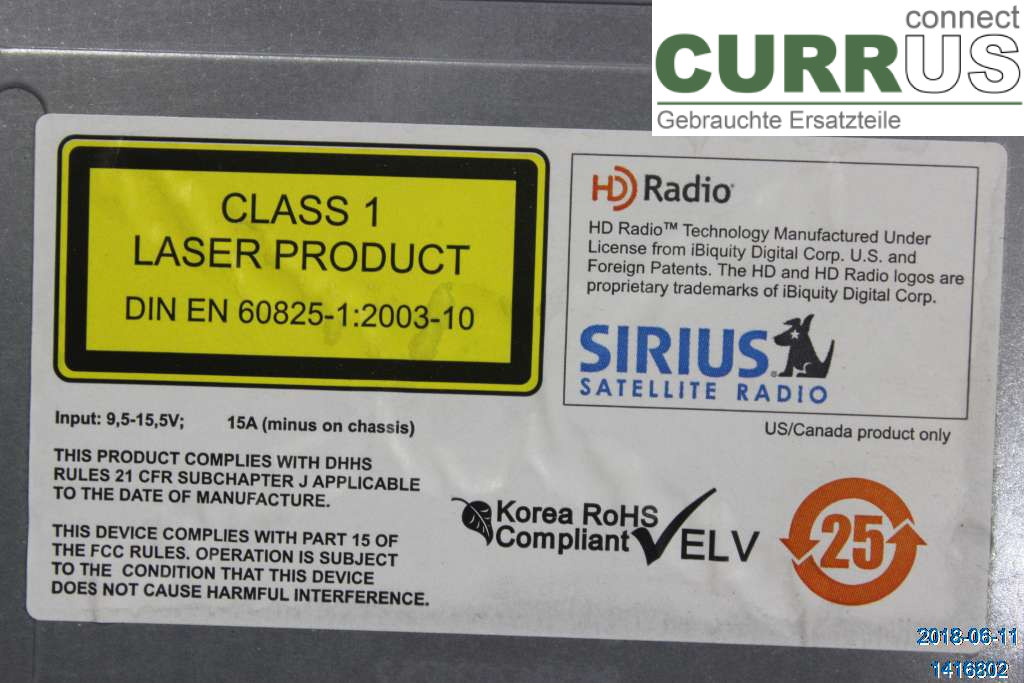 connect
CURRUS
Gebrauchte Ersatzteile
CLASS 1
LASER PRODUCT
DIN EN 60825-1:2003-10
HD Radio
HD Radio™ Technology Manufactured Under
License from iBiquity Digital Corp. U.S. and
Foreign Patents. The HD and HD Radio logos are
proprietary trademarks of iBiquity Digital Corp.
SIRIUS
SATELLITE RADIO
US/Canada product only
Input: 9,5-15,5V; 15A (minus on chassis)
THIS PRODUCT COMPLIES WITH DHHS
RULES 21 CFR SUBCHAPTER J APPLICABLE
TO THE DATE OF MANUFACTURE.
THIS DEVICE COMPLIES WITH PART 15 OF
THE FCC RULES. OPERATION IS SUBJECT
TO THE CONDITION THAT THIS DEVICE
DOES NOT CAUSE HARMFUL INTERFERENCE.
Korea RoHS
Compliant
ELV
25
2018-06-11
1416802